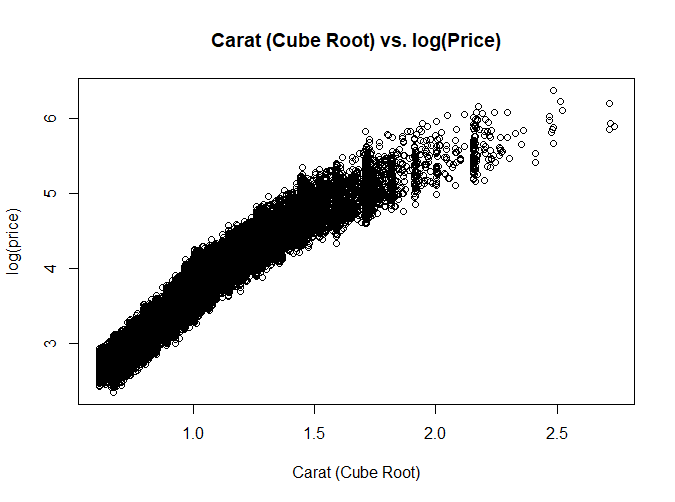 Carat (Cube Root) vs. log(Price)
6
5
4
3
log(price)
1.0 1.5 2.0 2.5
Carat (Cube Root)